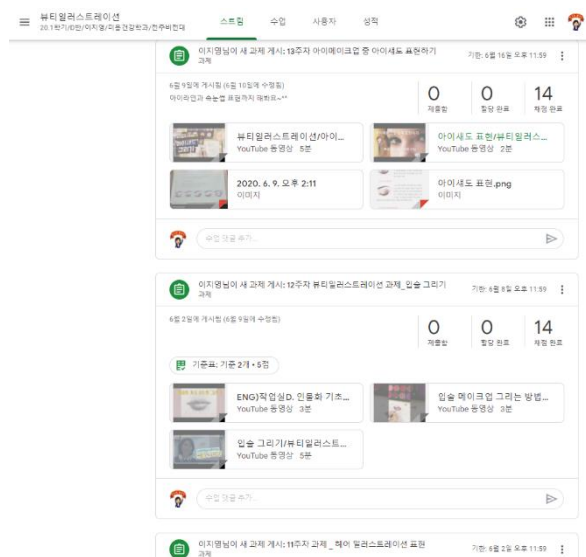 뷰티일러스트레이션
20.1학기/D반/이지영/미용건강학과/전주비전대
스트림 수업 사용자 성적
이지영님이 새 과제 게시: 13주차 아이메이크업 중 아이섀도 표현하기
과제
기한: 6월 16일 오후 11:59
6월 9일에 게시됨 (6월 10일에 수정됨)
아이라인과 속눈썹 표현까지 해봐요~^^
0 0 14
제출함 할당 완료 채점 완료
뷰티일러스트레이션/아이...
YouTube 동영상 5분
아이섀도 표현/뷰티일러스...
YouTube 동영상 2분
2020. 6. 9. 오후 2:11
이미지
아이섀도 표현.png
이미지
수업 댓글 추가...
이지영님이 새 과제 게시: 12주차 뷰티일러스트레이션 과제_입술 그리기
과제
기한: 6월 8일 오후 11:59
6월 2일에 게시됨 (6월 9일에 수정됨)
0 0 14
제출함 할당 완료 채점 완료
기준표: 기준 2개 • 5점
ENG)작업실D. 인물화 기초...
YouTube 동영상 3분
입술 메이크업 그리는 방법...
YouTube 동영상 3분
입술 그리기/뷰티일러스트...
YouTube 동영상 5분
수업 댓글 추가...
이지영님이 새 과제 게시: 11주차 과제 _ 헤어 일러스트레이션 표현
과제
기한: 6월 2일 오후 11:59